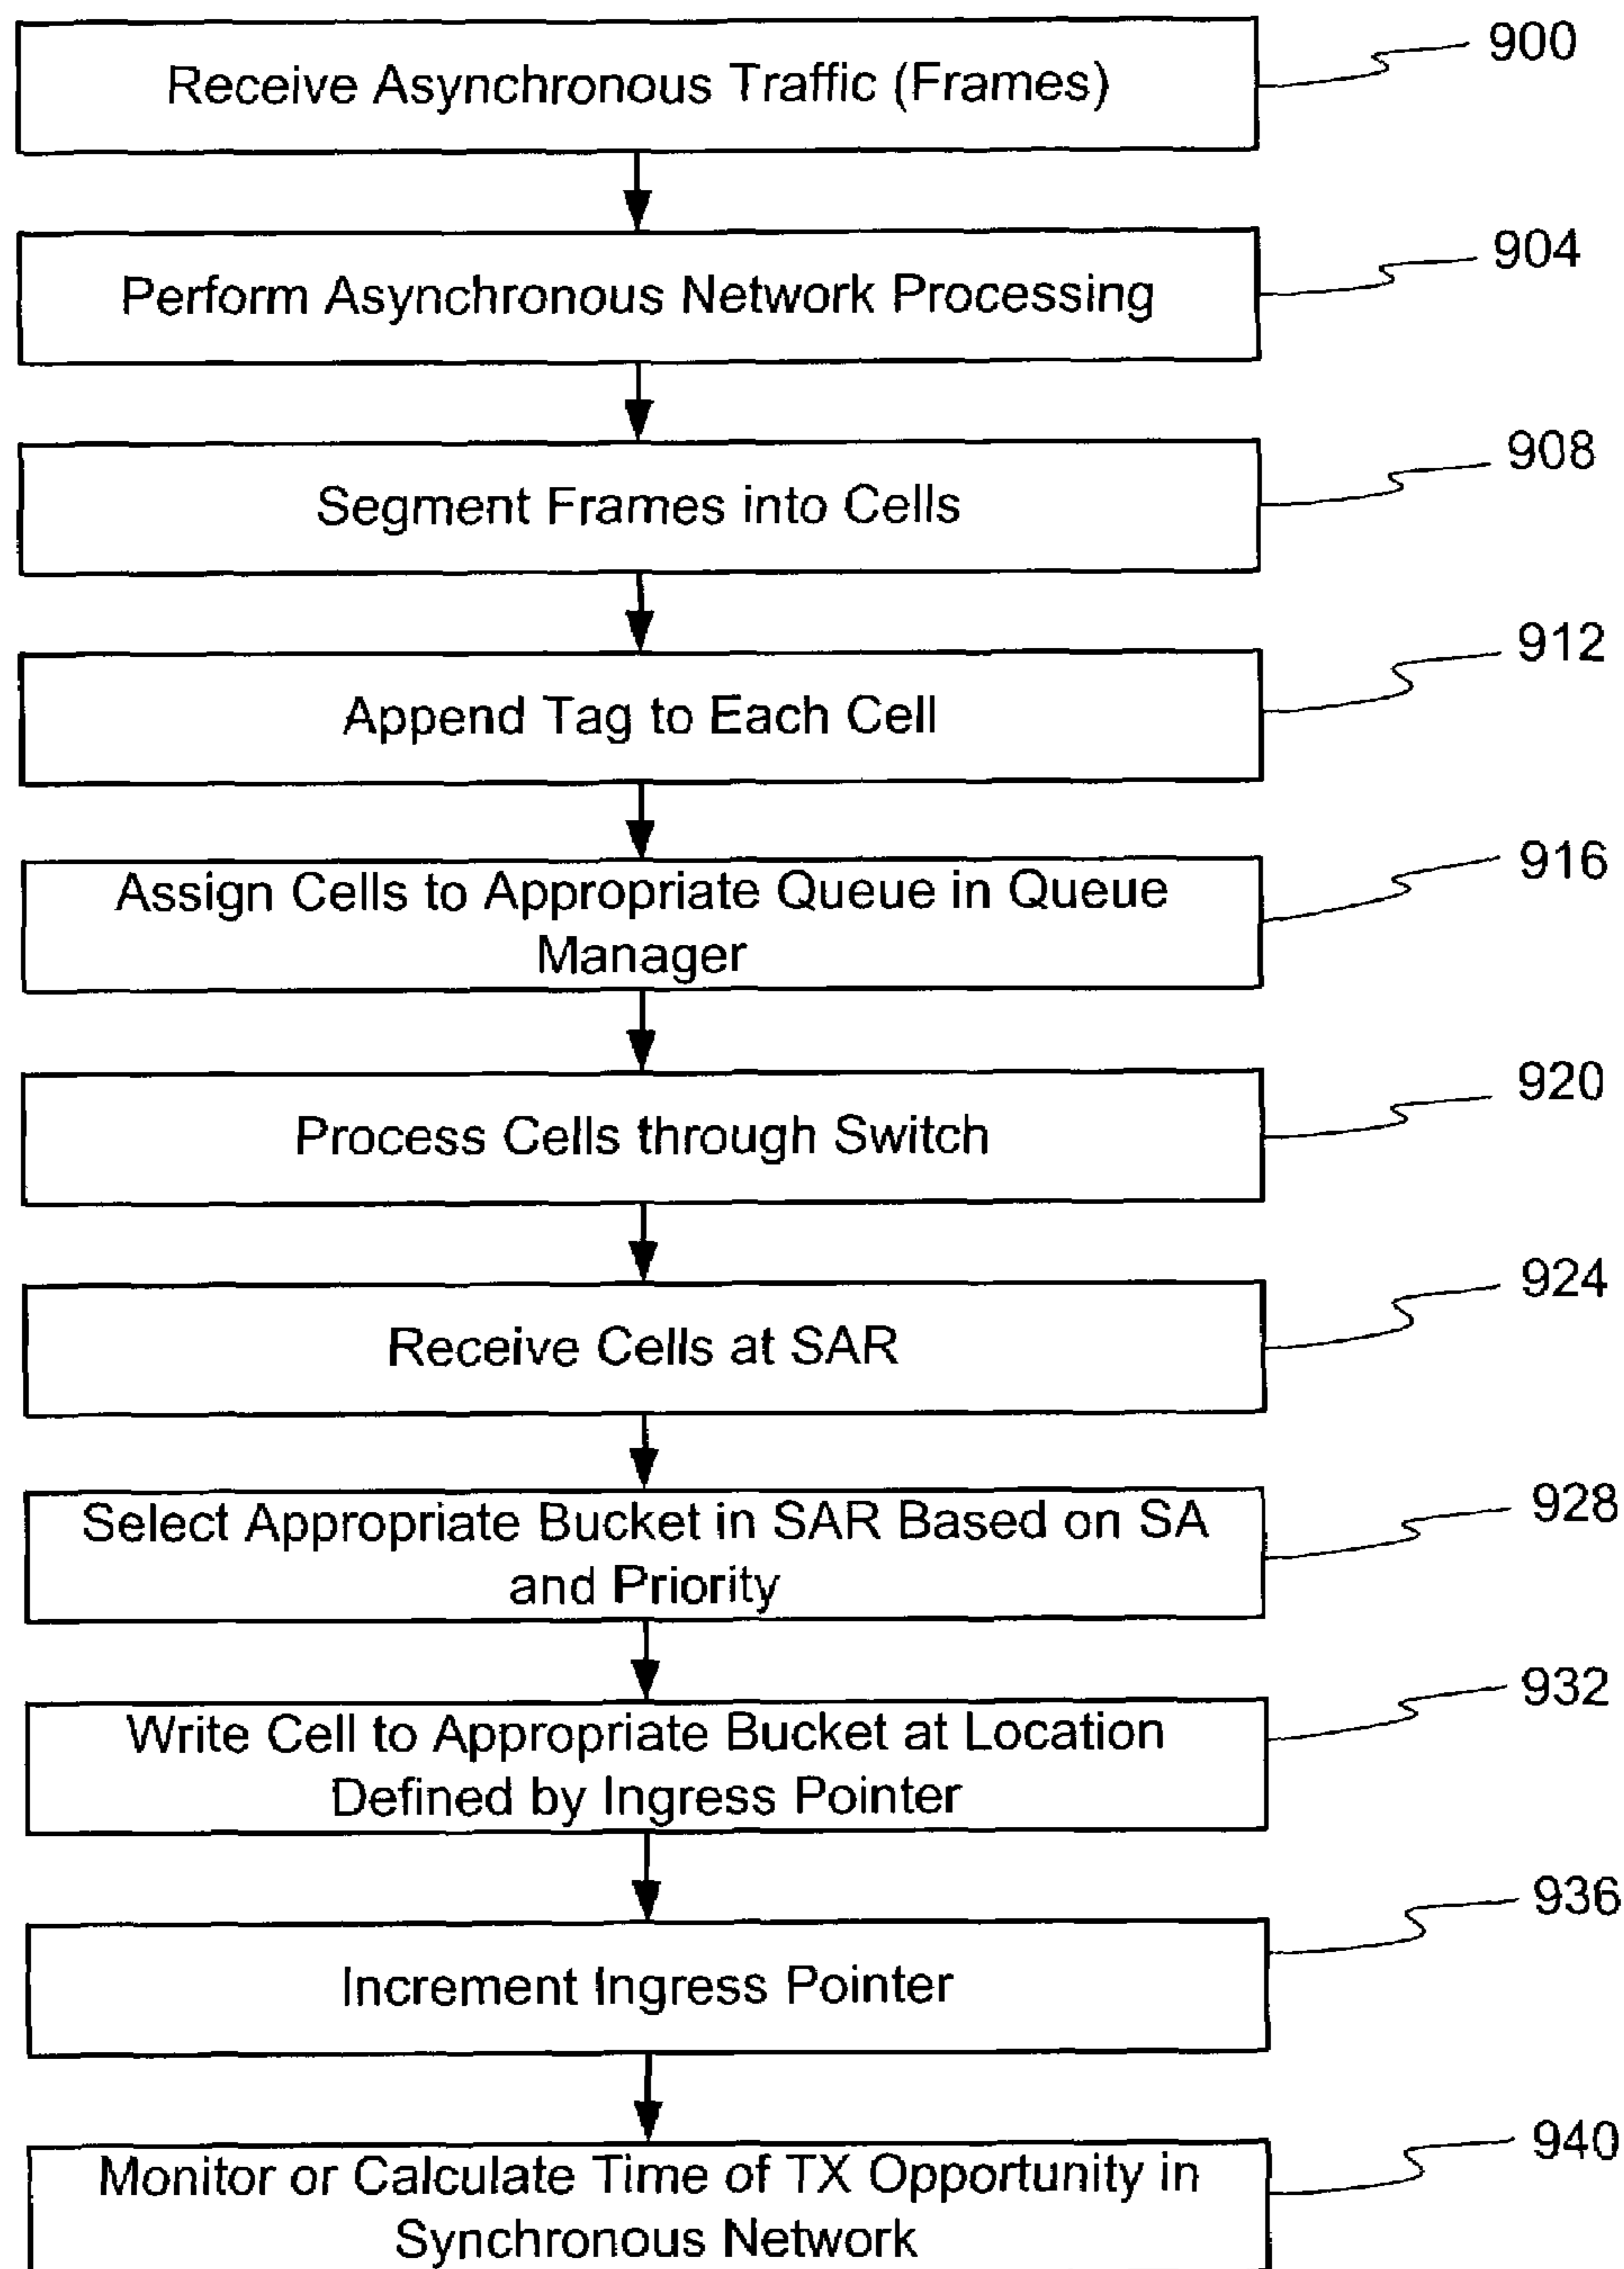 Receive Asynchronous Traffic (Frames)
900
Perform Asynchronous Network Processing
904
Segment Frames into Cells
908
Append Tag to Each Cell
912
Assign Cells to Appropriate Queue in Queue
Manager
916
Process Cells through Switch
920
Receive Cells at SAR
924
Select Appropriate Bucket in SAR Based on SA
and Priority
928
Write Cell to Appropriate Bucket at Location
Defined by Ingress Pointer
932
Increment Ingress Pointer
936
Monitor or Calculate Time of TX Opportunity in
Synchronous Network
940